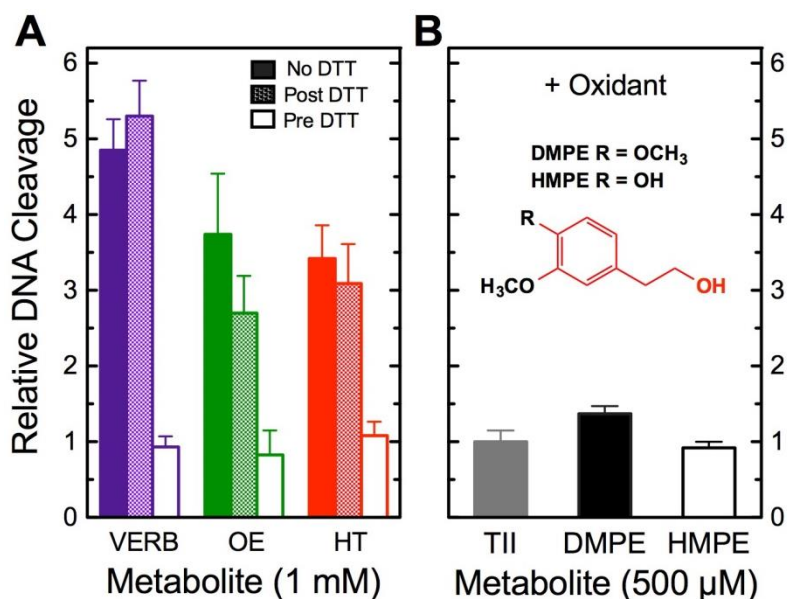 A
Relative DNA Cleavage
6
5
4
3
2
1
0
No DTT
Post DTT
Pre DTT
VERB OE HT
Metabolite (1 mM)
B
+ Oxidant
DMPE R = OCH₃
HMPE R = OH
R
H₃CO
OH
6
5
4
3
2
1
0
TII DMPE HMPE
Metabolite (500 µM)